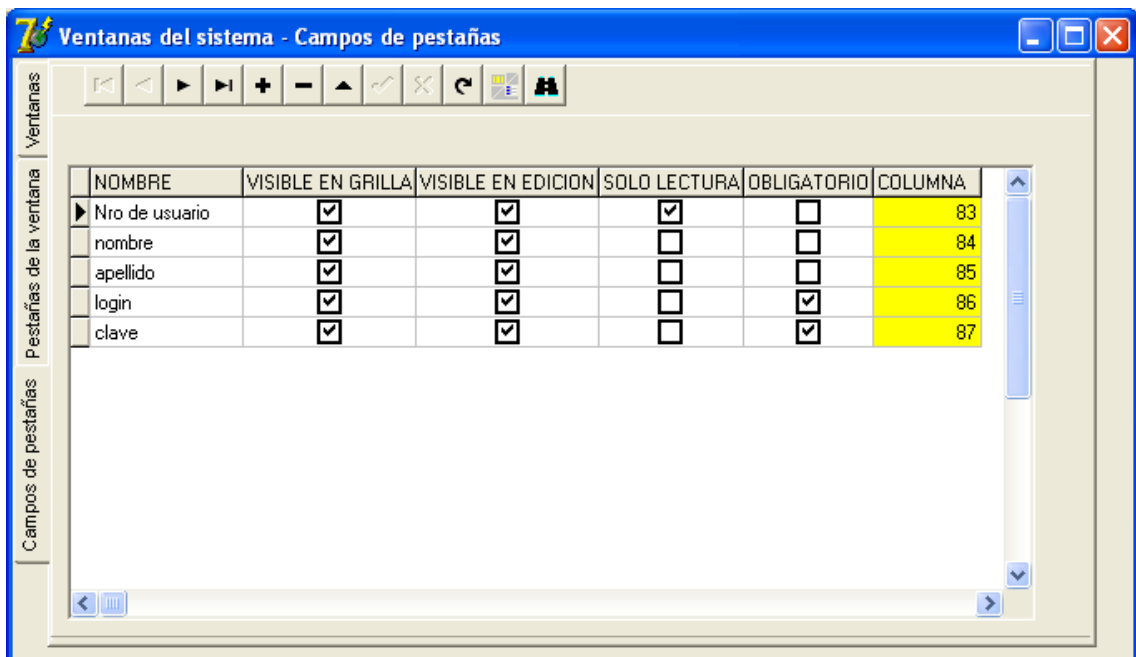 Ventanas del sistema - Campos de pestañas
Ventanas
Pestañas de la ventana
Campos de pestañas
NOMBRE VISIBLE EN GRILLA VISIBLE EN EDICION SOLO LECTURA OBLIGATORIO COLUMNA
Nro de usuario 83
nombre 84
apellido 85
login 86
clave 87